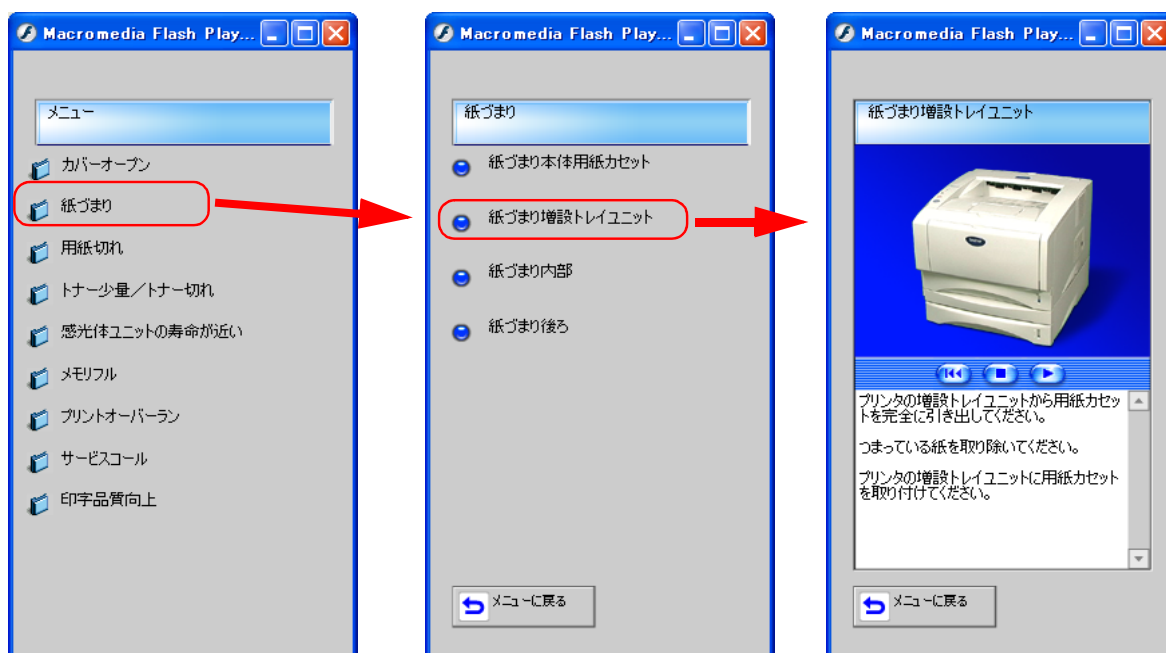 Macromedia Flash Play...
メニュー
カバーオープン
紙づまり
用紙切れ
トナー少量／トナー切れ
感光体ユニットの寿命が近い
メモリフル
プリントオーバーラン
サービスコール
印字品質向上
Macromedia Flash Play...
紙づまり
紙づまり本体用紙カセット
紙づまり増設トレイユニット
紙づまり内部
紙づまり後ろ
メニューに戻る
Macromedia Flash Play...
紙づまり増設トレイユニット
プリンタの増設トレイユニットから用紙カセッ
トを完全に引き出してください。
つまっている紙を取り除いてください。
プリンタの増設トレイユニットに用紙カセット
を取り付けてください。
メニューに戻る